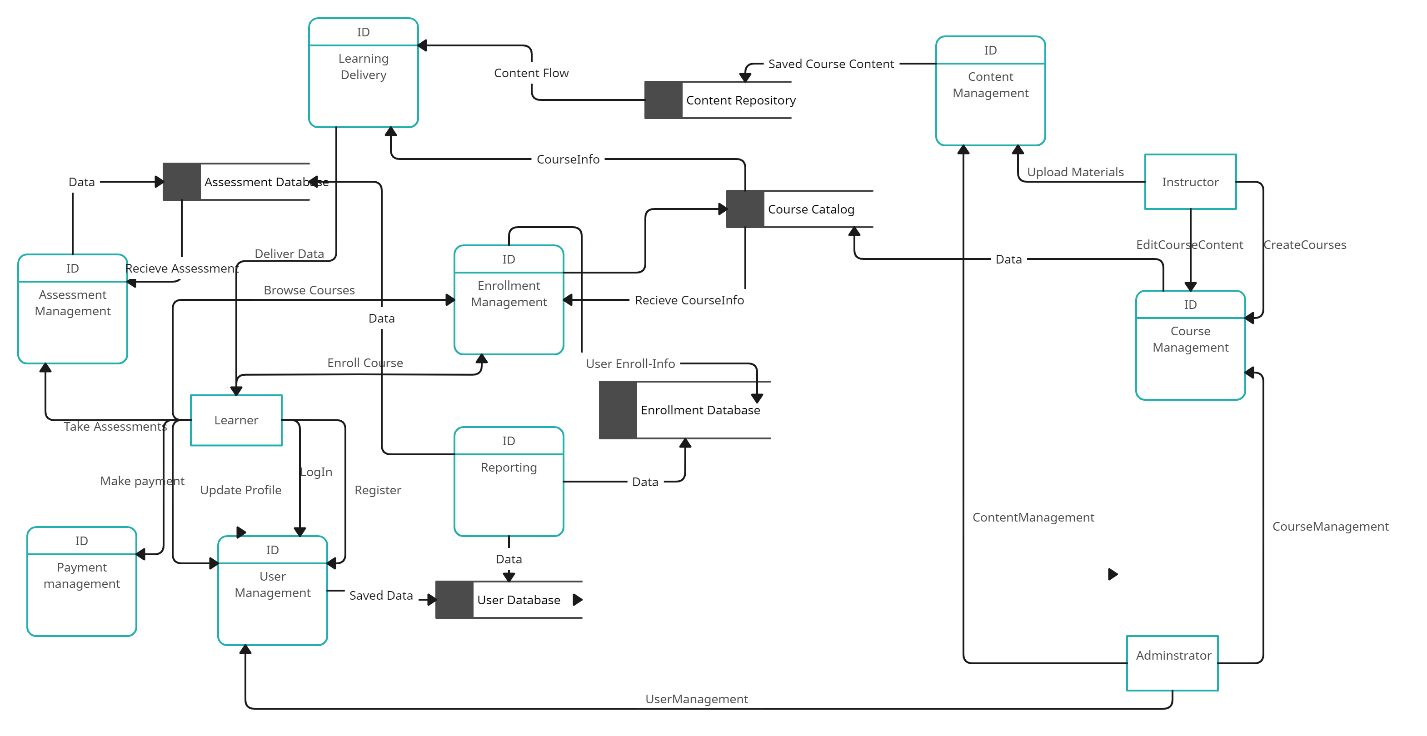 ID
Learning
Delivery
Content Flow
Saved Course Content
Content Repository
ID
Content
Management
CourseInfo
Upload Materials
Instructor
Data
Assessment Database
Course Catalog
EditCourseContent
CreateCourses
Deliver Data
Data
ID
Assessment
Management
Recieve Assessment
Browse Courses
ID
Enrollment
Management
Recieve CourseInfo
ID
Course
Management
Data
Enroll Course
User Enroll-Info
Enrollment Database
Learner
Take Assessments
ID
Reporting
LogIn
Make payment
Update Profile
Register
Data
ContentManagement
CourseManagement
ID
Payment
management
ID
User
Management
Data
Saved Data
User Database
Adminstrator
UserManagement